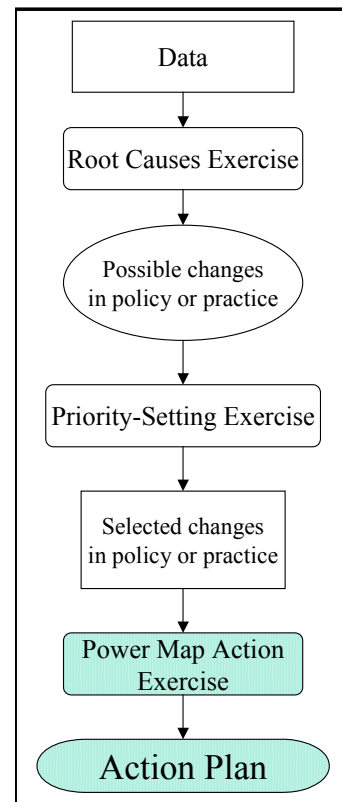 Data
Root Causes Exercise
Possible changes
in policy or practice
Priority-Setting Exercise
Selected changes
in policy or practice
Power Map Action
Exercise
Action Plan